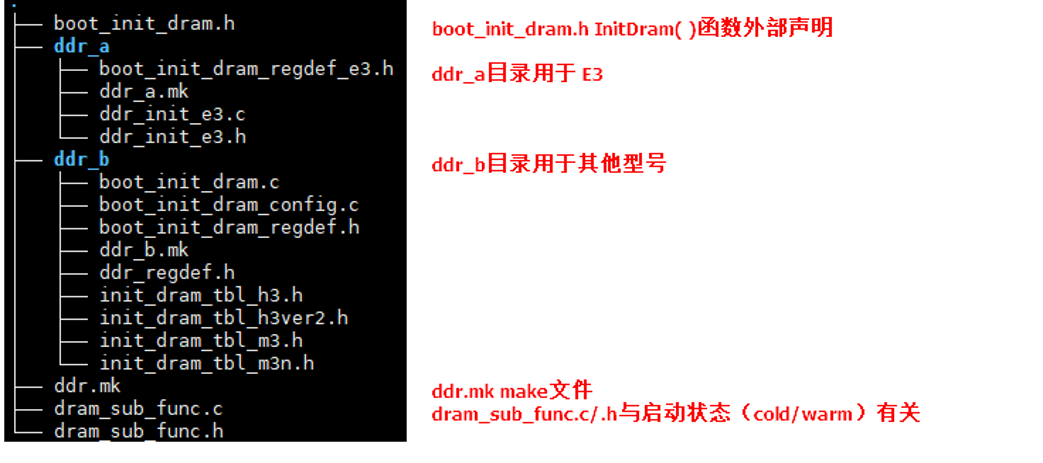 .
├── boot_init_dram.h boot_init_dram.h InitDram( )函数外部声明
├── ddr_a
│   ├── boot_init_dram_regdef_e3.h ddr_a目录用于 E3
│   ├── ddr_a.mk
│   ├── ddr_init_e3.c
│   └── ddr_init_e3.h
├── ddr_b ddr_b目录用于其他型号
│   ├── boot_init_dram.c
│   ├── boot_init_dram_config.c
│   ├── boot_init_dram_regdef.h
│   ├── ddr_b.mk
│   ├── ddr_regdef.h
│   ├── init_dram_tbl_h3.h
│   ├── init_dram_tbl_h3ver2.h
│   ├── init_dram_tbl_m3.h
│   └── init_dram_tbl_m3n.h
├── ddr.mk ddr.mk make文件
├── dram_sub_func.c dram_sub_func.c/.h与启动状态（cold/warm）有关
└── dram_sub_func.h